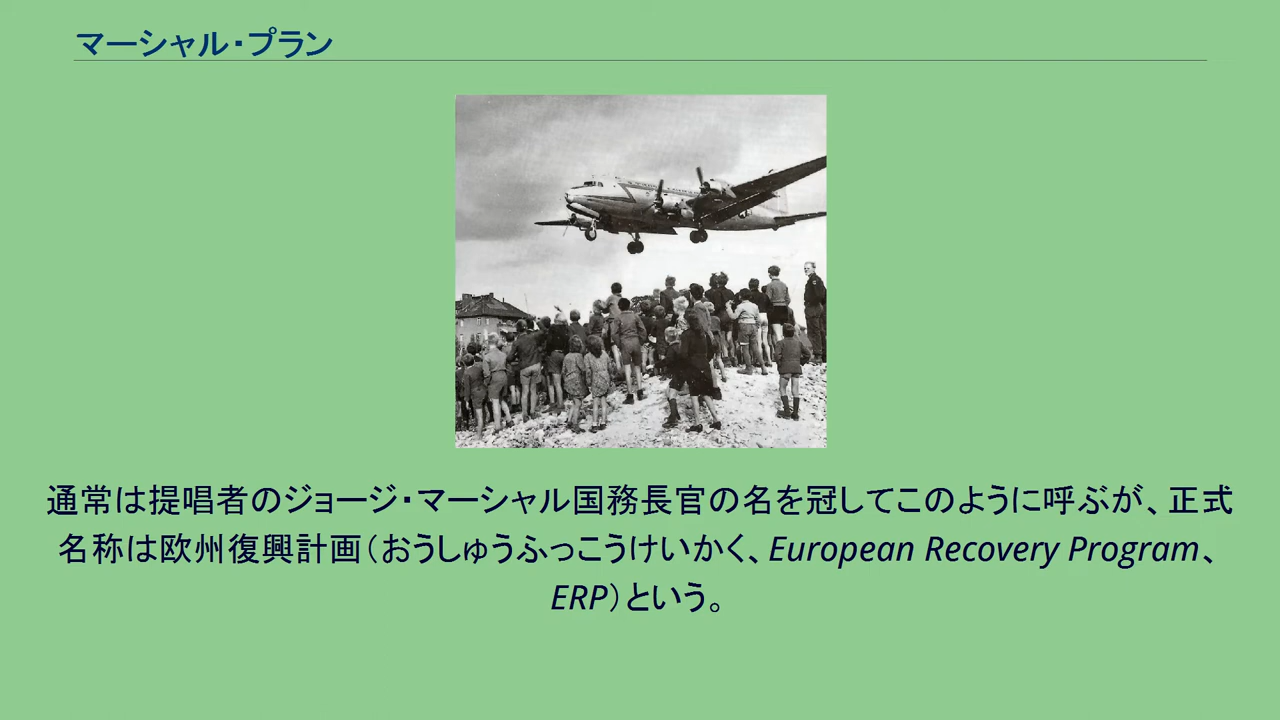 マーシャル・プラン
通常は提唱者のジョージ・マーシャル国務長官の名を冠してこのように呼ぶが、正式
名称は欧州復興計画（おうしゅうふっこうけいかく、European Recovery Program、
ERP）という。